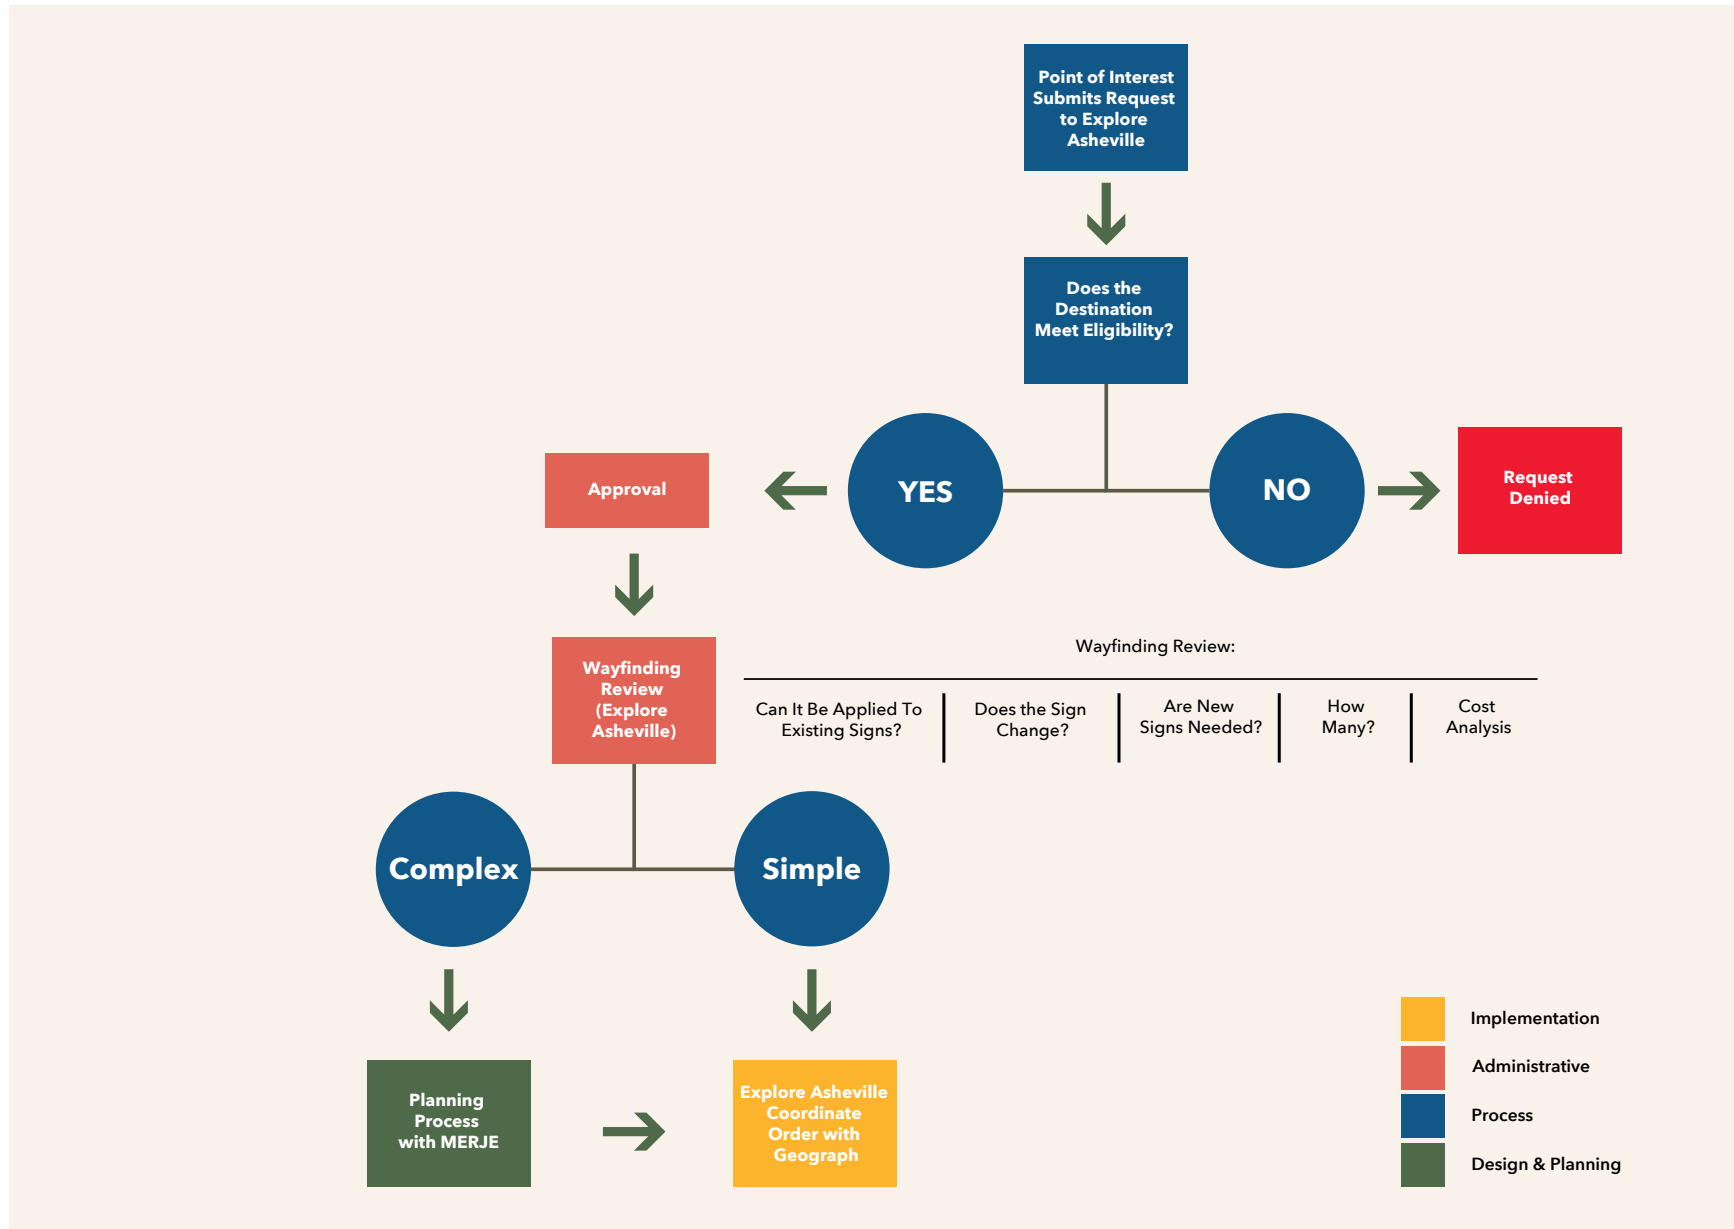 Point of Interest
Submits Request
to Explore
Asheville
Does the
Destination
Meet Eligibility?
YES
NO
Approval
Request
Denied
Wayfinding
Review
(Explore
Asheville)
Wayfinding Review:
Can It Be Applied To
Existing Signs?
Does the Sign
Change?
Are New
Signs Needed?
How
Many?
Cost
Analysis
Complex
Simple
Planning
Process
with MERJE
Explore Asheville
Coordinate
Order with
Geograph
Implementation
Administrative
Process
Design & Planning